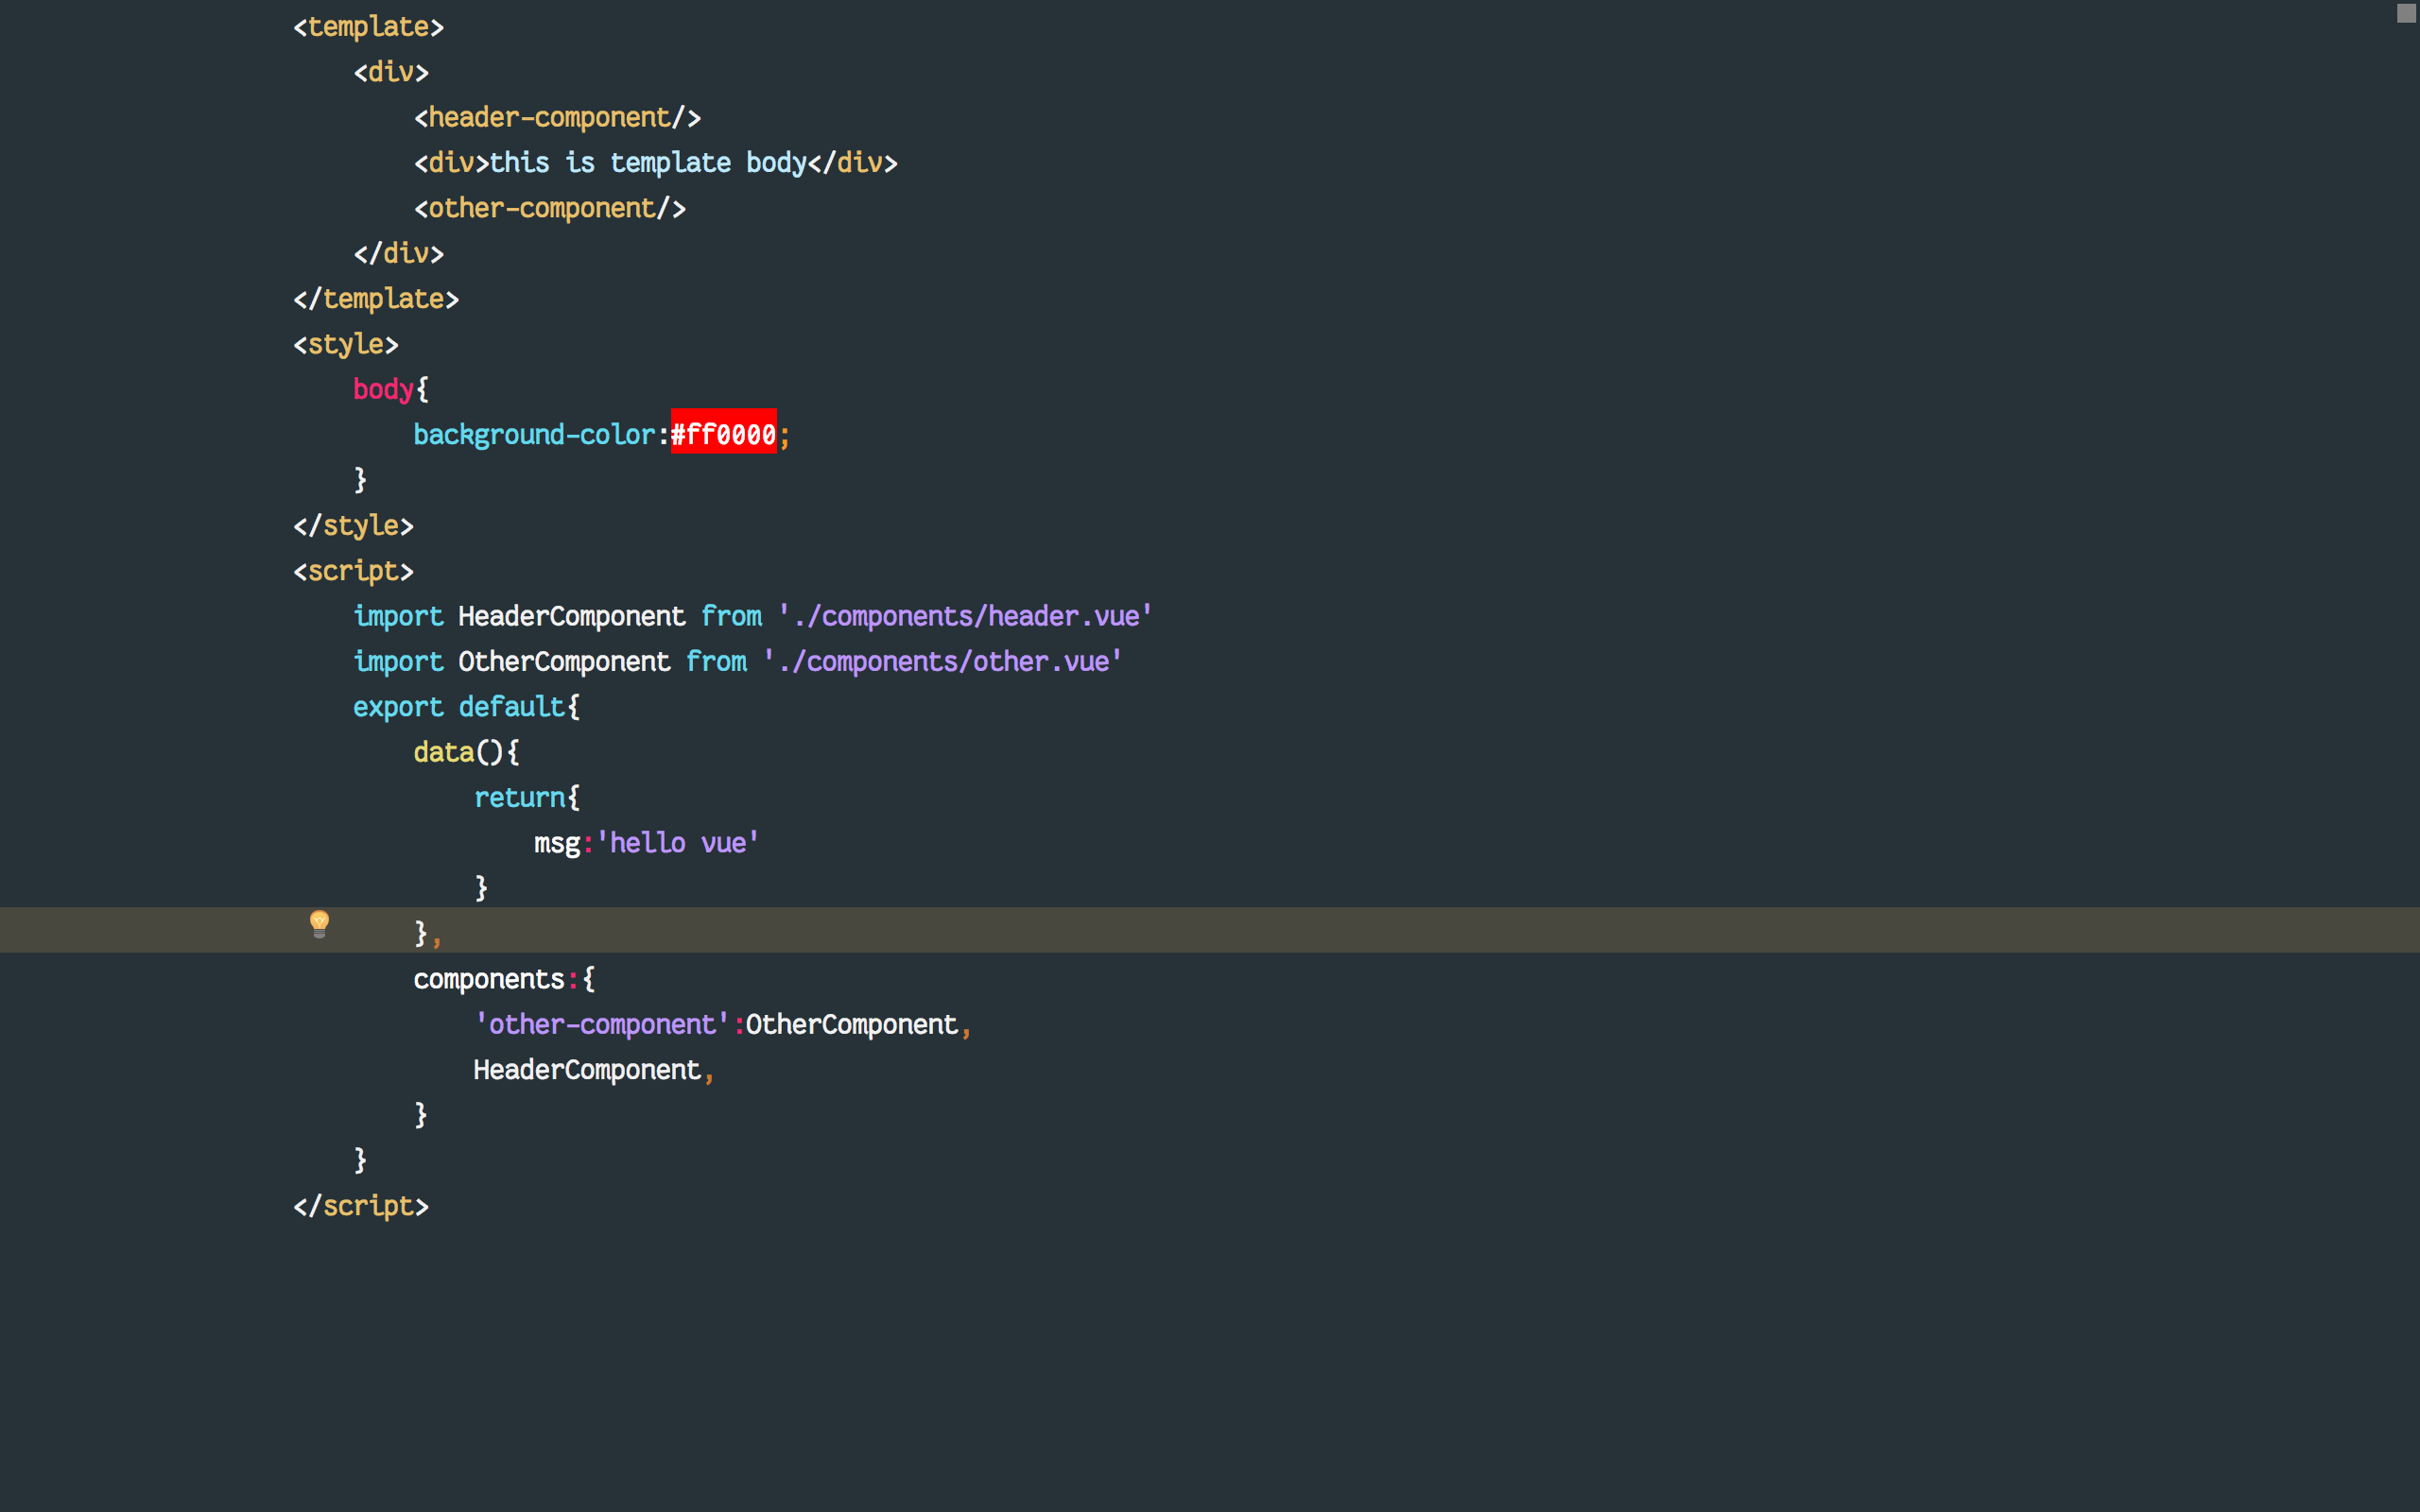 <template>
    <div>
        <header-component/>
        <div>this is template body</div>
        <other-component/>
    </div>
</template>
<style>
    body{
        background-color:#ff0000;
    }
</style>
<script>
    import HeaderComponent from './components/header.vue'
    import OtherComponent from './components/other.vue'
    export default{
        data(){
            return{
                msg:'hello vue'
            }
        },
        components:{
            'other-component':OtherComponent,
            HeaderComponent,
        }
    }
</script>